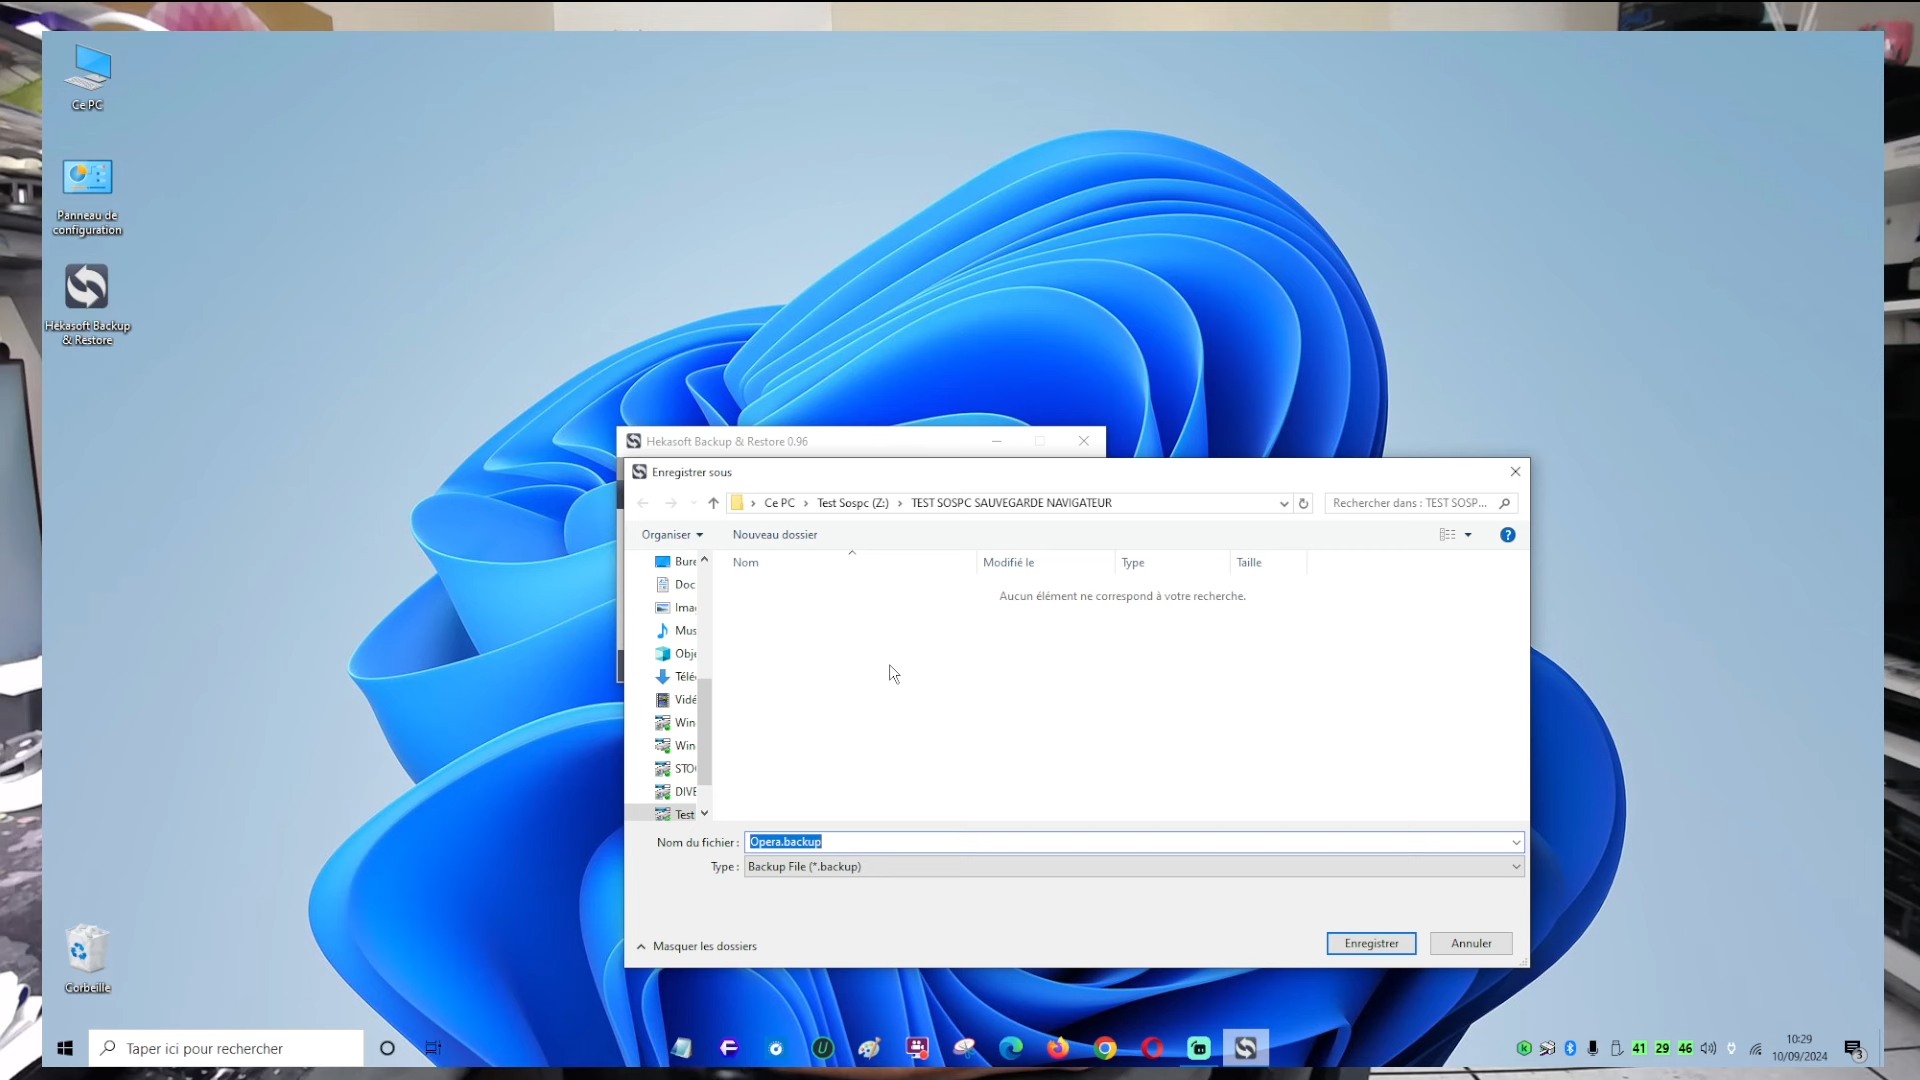 Ce PC
Panneau de
configuration
Hekasoft Backup
& Restore
Corbeille
Hekasoft Backup & Restore 0.96
Enregistrer sous
Ce PC
Test Sospc (Z:)
TEST SOSPC SAUVEGARDE NAVIGATEUR
Rechercher dans : TEST SOSP...
Organiser
Nouveau dossier
?
Nom
Modifié le
Type
Taille
Bure
Doc
Ima
Mus
Obje
Télé
Vidé
Win
Win
STO
DIVE
Test
Aucun élément ne correspond à votre recherche.
Nom du fichier :
Opera.backup
Type :
Backup File (*.backup)
Masquer les dossiers
Enregistrer
Annuler
Taper ici pour rechercher
41
29
46
10:29
10/09/2024
3